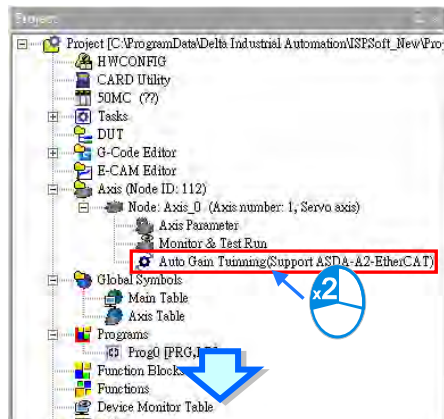 Project
Project [C:\ProgramData\Delta Industrial Automation\ISPSoft_New\Pro
HWCONFIG
CARD Utility
50MC (??)
Tasks
DUT
G-Code Editor
E-CAM Editor
Axis (Node ID: 112)
Node: Axis_0 (Axis number: 1, Servo axis)
Axis Parameter
Monitor & Test Run
Auto Gain Tuinning(Support ASDA-A2-EtherCAT)
x2
Global Symbols
Main Table
Axis Table
Programs
Prog0 [PRG,
Function Block
Functions
Device Monitor Table